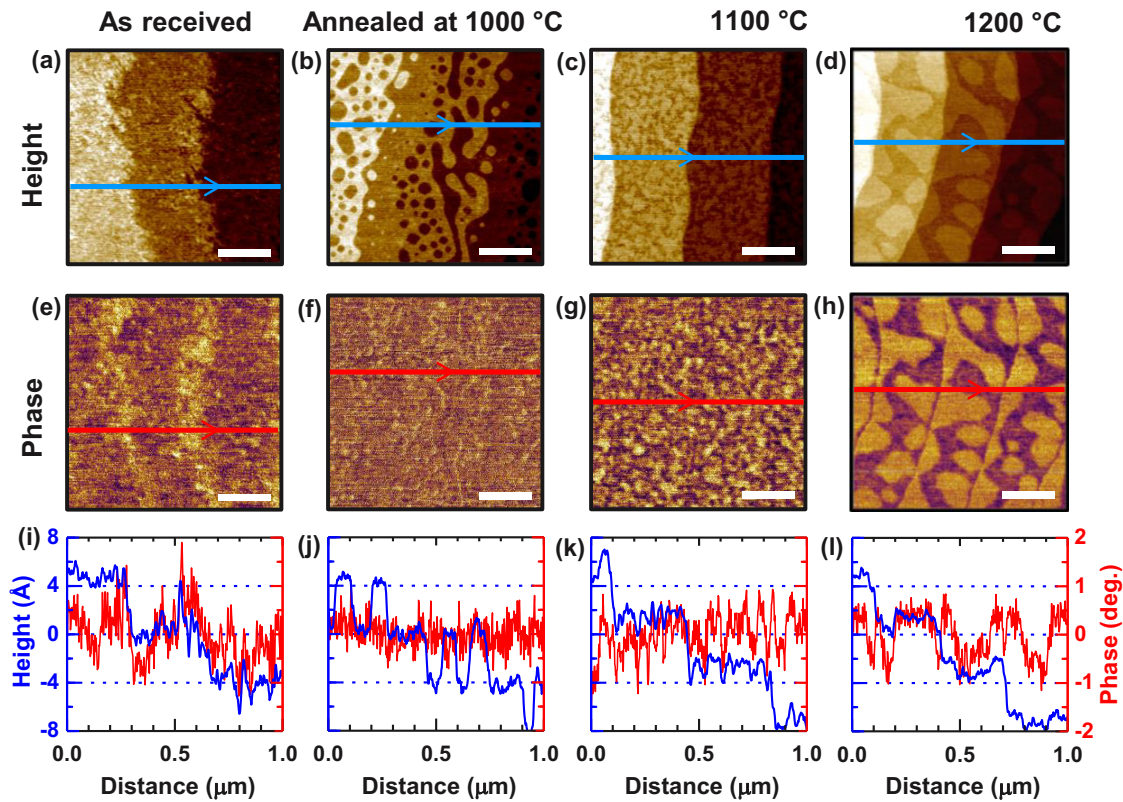 As received
Annealed at 1000 °C
1100 °C
1200 °C
Height
(a)
(b)
(c)
(d)
Phase
(e)
(f)
(g)
(h)
(i)
(j)
(k)
(l)
Height (Å)
8
4
0
-4
-8
0.0 0.5 1.0
Distance (μm)
0.0 0.5 1.0
Distance (μm)
0.0 0.5 1.0
Distance (μm)
0.0 0.5 1.0
Distance (μm)
2
1
0
-1
-2
Phase (deg.)